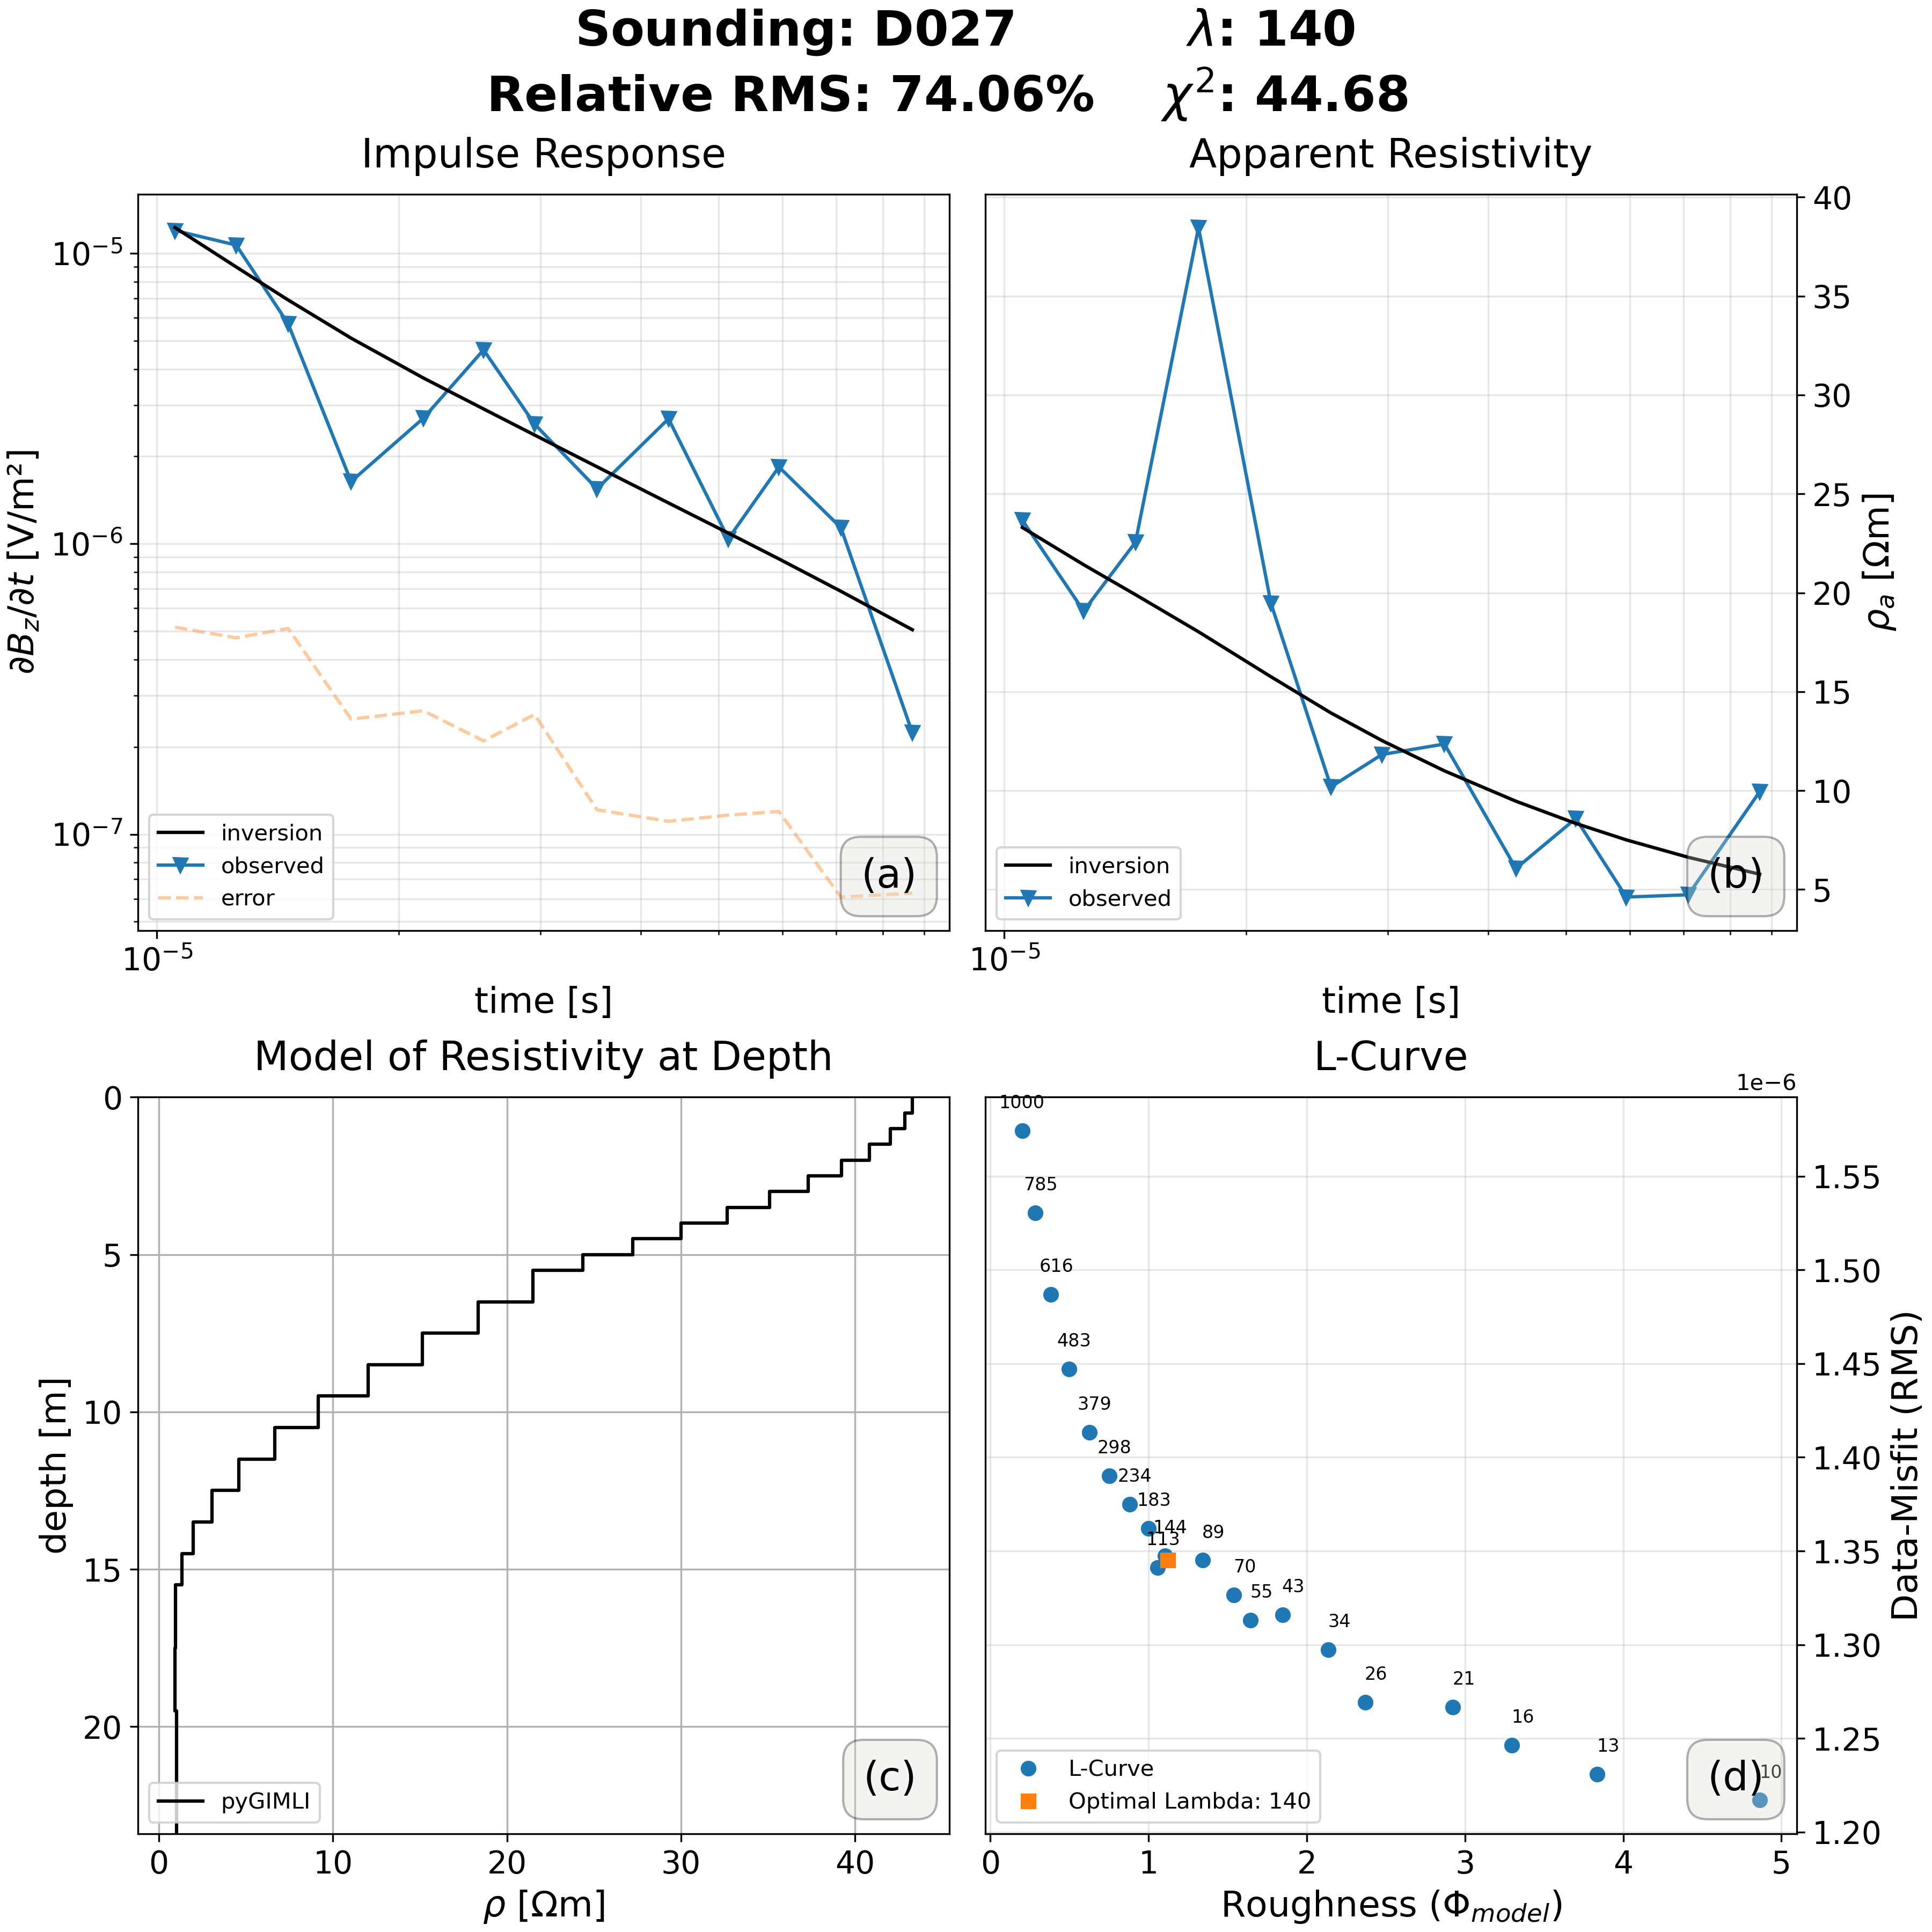 Sounding: D027 λ: 140
Relative RMS: 74.06% χ²: 44.68
Impulse Response
10⁻⁵
10⁻⁶
10⁻⁷
∂B_z/∂t [V/m²]
inversion
observed
error
(a)
10⁻⁵
time [s]
Apparent Resistivity
40
35
30
25
20
15
10
5
ρ_a [Ωm]
inversion
observed
(b)
10⁻⁵
time [s]
Model of Resistivity at Depth
0
5
10
15
20
depth [m]
pyGIMLI
(c)
0 10 20 30 40
ρ [Ωm]
L-Curve
1e−6
1000
785
616
483
379
298
234
183
144
113
89
70
55
43
34
26
21
16
13
10
1.55
1.50
1.45
1.40
1.35
1.30
1.25
1.20
Data-Misfit (RMS)
L-Curve
Optimal Lambda: 140
(d)
0 1 2 3 4 5
Roughness (Φ_model)